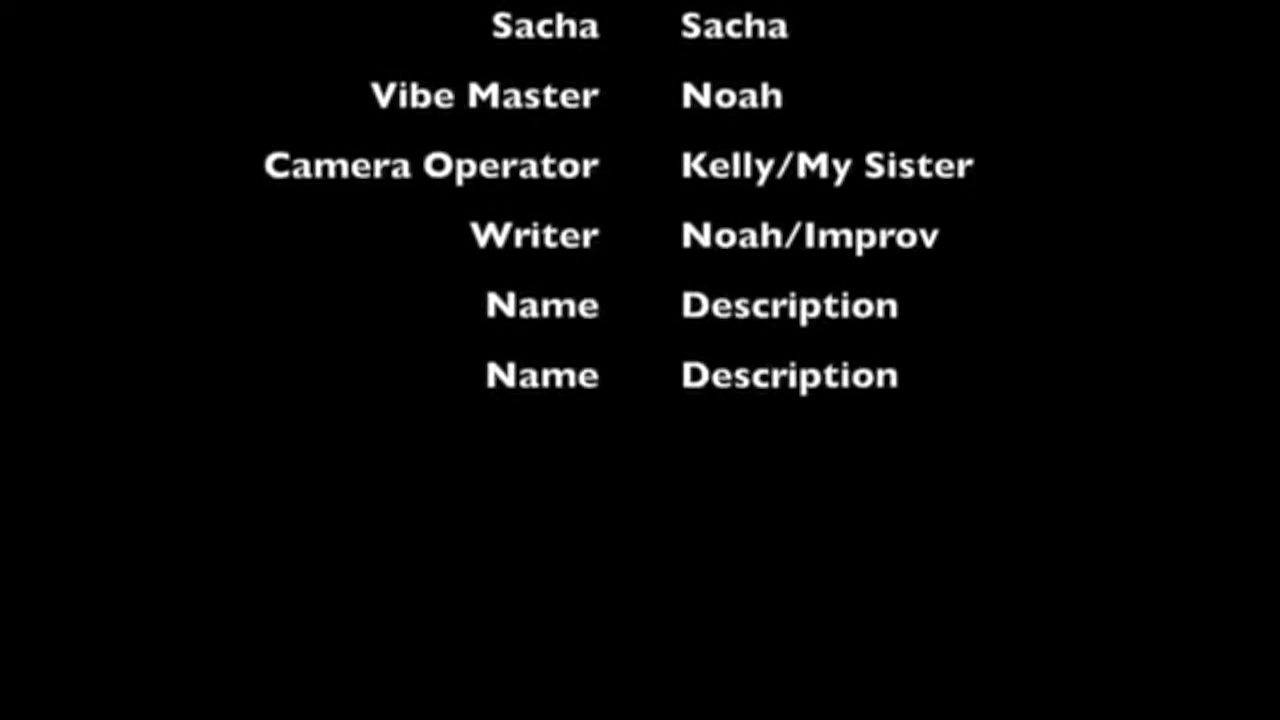 Sacha Sacha
Vibe Master Noah
Camera Operator Kelly/My Sister
Writer Noah/Improv
Name Description
Name Description